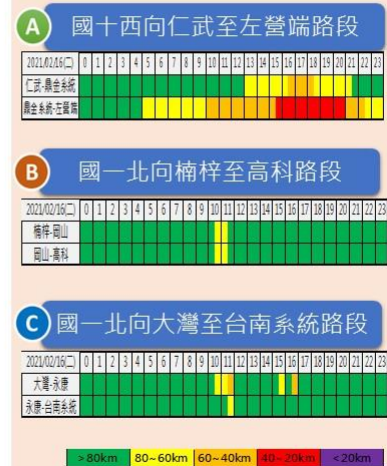 A 國十西向仁武至左營端路段
2021/02/16(二) 0 1 2 3 4 5 6 7 8 9 10 11 12 13 14 15 16 17 18 19 20 21 22 23
仁武-鼎金系統
鼎金系統-左營端
B 國一北向楠梓至高科路段
2021/02/16(二) 0 1 2 3 4 5 6 7 8 9 10 11 12 13 14 15 16 17 18 19 20 21 22 23
楠梓-岡山
岡山-高科
C 國一北向大灣至台南系統路段
2021/02/16(二) 0 1 2 3 4 5 6 7 8 9 10 11 12 13 14 15 16 17 18 19 20 21 22 23
大灣-永康
永康-台南系統
>80km 80~60km 60~40km 40~20km <20km